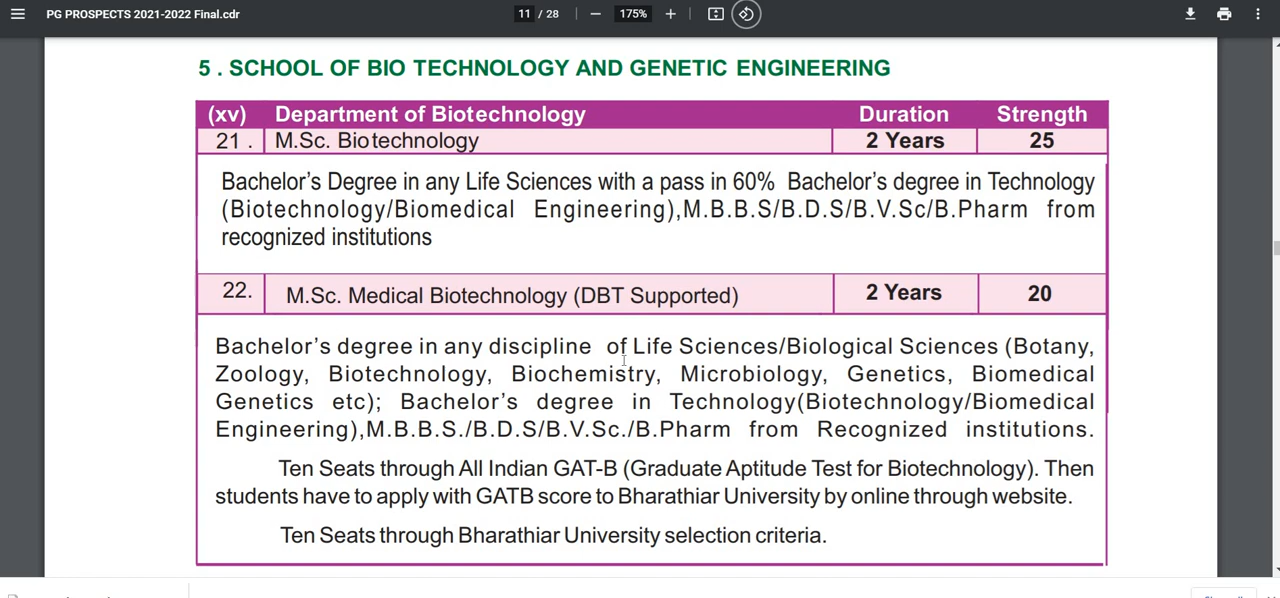 PG PROSPECTS 2021-2022 Final.cdr
11 / 28
175%
5 . SCHOOL OF BIO TECHNOLOGY AND GENETIC ENGINEERING
(xv) Department of Biotechnology Duration Strength
21 . M.Sc. Biotechnology 2 Years 25
Bachelor's Degree in any Life Sciences with a pass in 60% Bachelor's degree in Technology
(Biotechnology/Biomedical Engineering),M.B.B.S/B.D.S/B.V.Sc/B.Pharm from
recognized institutions
22. M.Sc. Medical Biotechnology (DBT Supported) 2 Years 20
Bachelor's degree in any discipline of Life Sciences/Biological Sciences (Botany,
Zoology, Biotechnology, Biochemistry, Microbiology, Genetics, Biomedical
Genetics etc); Bachelor's degree in Technology(Biotechnology/Biomedical
Engineering),M.B.B.S./B.D.S/B.V.Sc./B.Pharm from Recognized institutions.
Ten Seats through All Indian GAT-B (Graduate Aptitude Test for Biotechnology). Then
students have to apply with GATB score to Bharathiar University by online through website.
Ten Seats through Bharathiar University selection criteria.